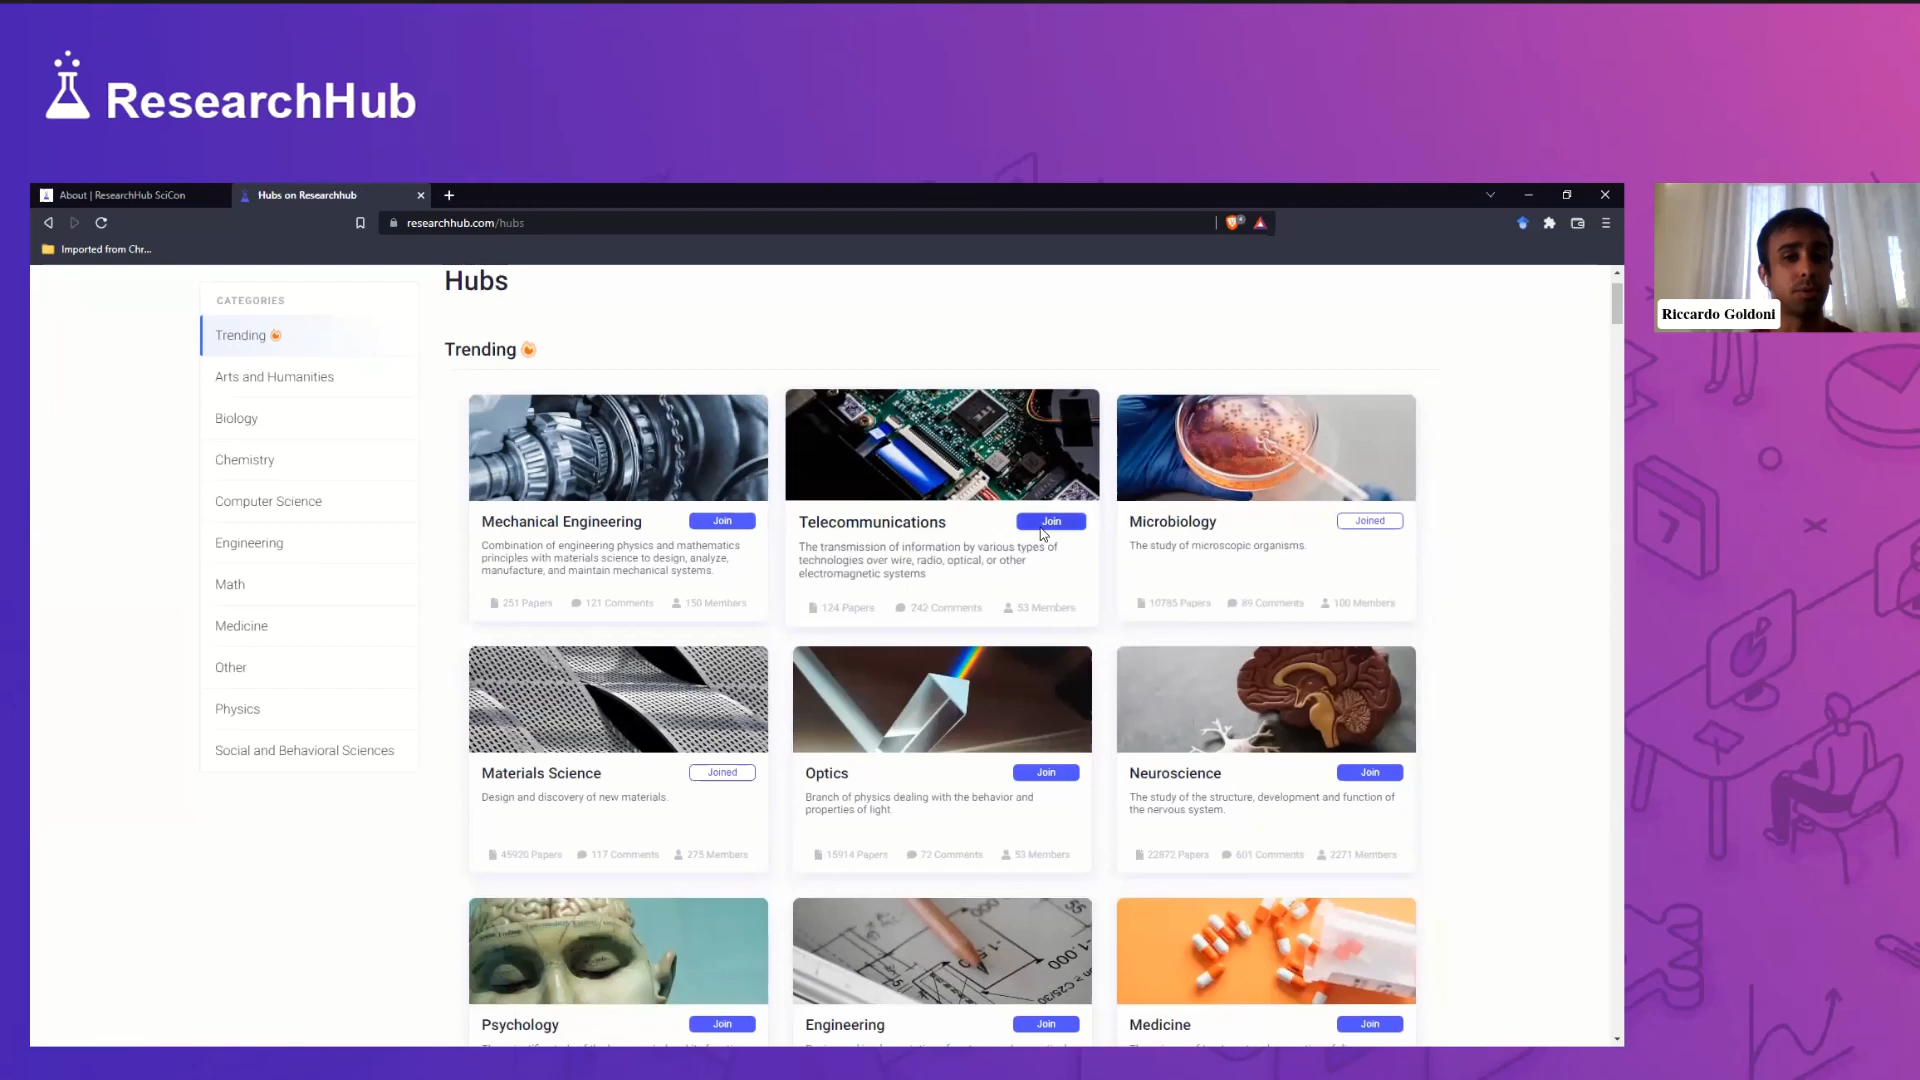 ResearchHub
About | ResearchHub SciCon
Hubs on Researchhub
researchhub.com/hubs
Imported from Chr...
Riccardo Goldoni
CATEGORIES
Trending
Arts and Humanities
Biology
Chemistry
Computer Science
Engineering
Math
Medicine
Other
Physics
Social and Behavioral Sciences
Hubs
Trending
Mechanical Engineering
Join
Combination of engineering physics and mathematics
principles with materials science to design, analyze,
manufacture, and maintain mechanical systems.
251 Papers 121 Comments 150 Members
Telecommunications
Join
The transmission of information by various types of
technologies over wire, radio, optical, or other
electromagnetic systems
124 Papers 242 Comments 53 Members
Microbiology
Joined
The study of microscopic organisms.
10785 Papers 89 Comments 100 Members
Materials Science
Joined
Design and discovery of new materials.
45920 Papers 117 Comments 275 Members
Optics
Join
Branch of physics dealing with the behavior and
properties of light.
15914 Papers 72 Comments 53 Members
Neuroscience
Join
The study of the structure, development and function of
the nervous system.
22872 Papers 601 Comments 2271 Members
Psychology
Join
Engineering
Join
Medicine
Join